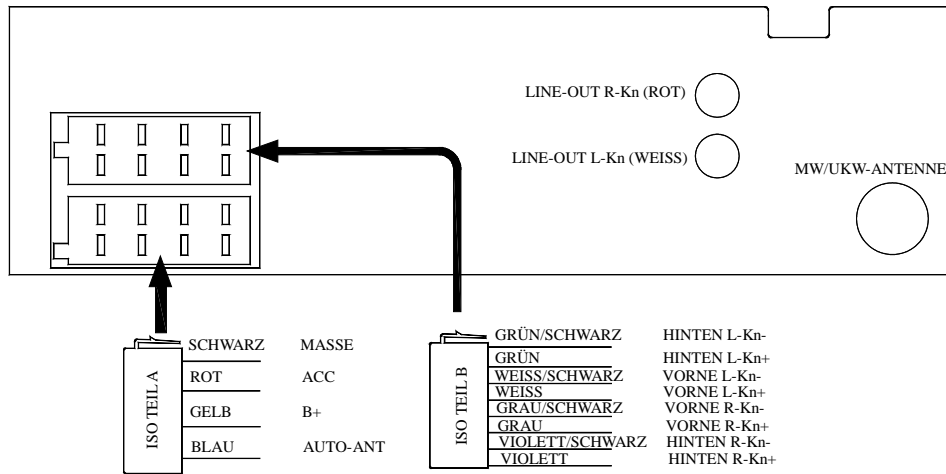 LINE-OUT R-Kn (ROT)
LINE-OUT L-Kn (WEISS)
MW/UKW-ANTENNE
ISO TEIL A
SCHWARZ MASSE
ROT ACC
GELB B+
BLAU AUTO-ANT
ISO TEIL B
GRÜN/SCHWARZ HINTEN L-Kn-
GRÜN HINTEN L-Kn+
WEISS/SCHWARZ VORNE L-Kn-
WEISS VORNE L-Kn+
GRAU/SCHWARZ VORNE R-Kn-
GRAU VORNE R-Kn+
VIOLETT/SCHWARZ HINTEN R-Kn-
VIOLETT HINTEN R-Kn+